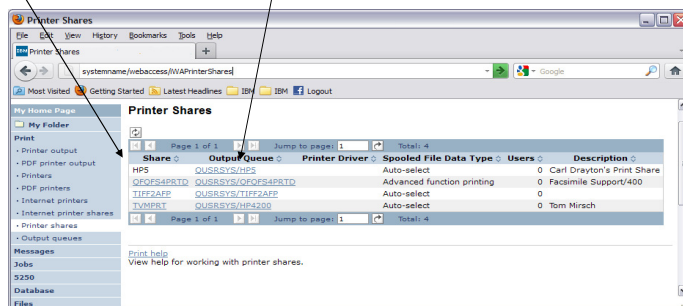 Printer Shares
File Edit View History Bookmarks Tools Help
IBM Printer Shares +
systemname/webaccess/iWAPrinterShares Google
Most Visited Getting Started Latest Headlines IBM IBM Logout
My Home Page
My Folder
Print
• Printer output
• PDF printer output
• Printers
• PDF printers
• Internet printers
• Internet printer shares
• Printer shares
• Output queues
Messages
Jobs
5250
Database
Files
Printer Shares
Page 1 of 1 Jump to page: 1 Total: 4
Share Output Queue Printer Driver Spooled File Data Type Users Description
HP5 QUSRSYS/HP5 Auto-select 0 Carl Drayton's Print Share
QFQFS4PRTD QUSRSYS/QFQFS4PRTD Advanced function printing 0 Facsimile Support/400
TIFF2AFP QUSRSYS/TIFF2AFP Auto-select 0
TVMPRT QUSRSYS/HP4200 Auto-select 0 Tom Mirsch
Page 1 of 1 Jump to page: 1 Total: 4
Print help
View help for working with printer shares.